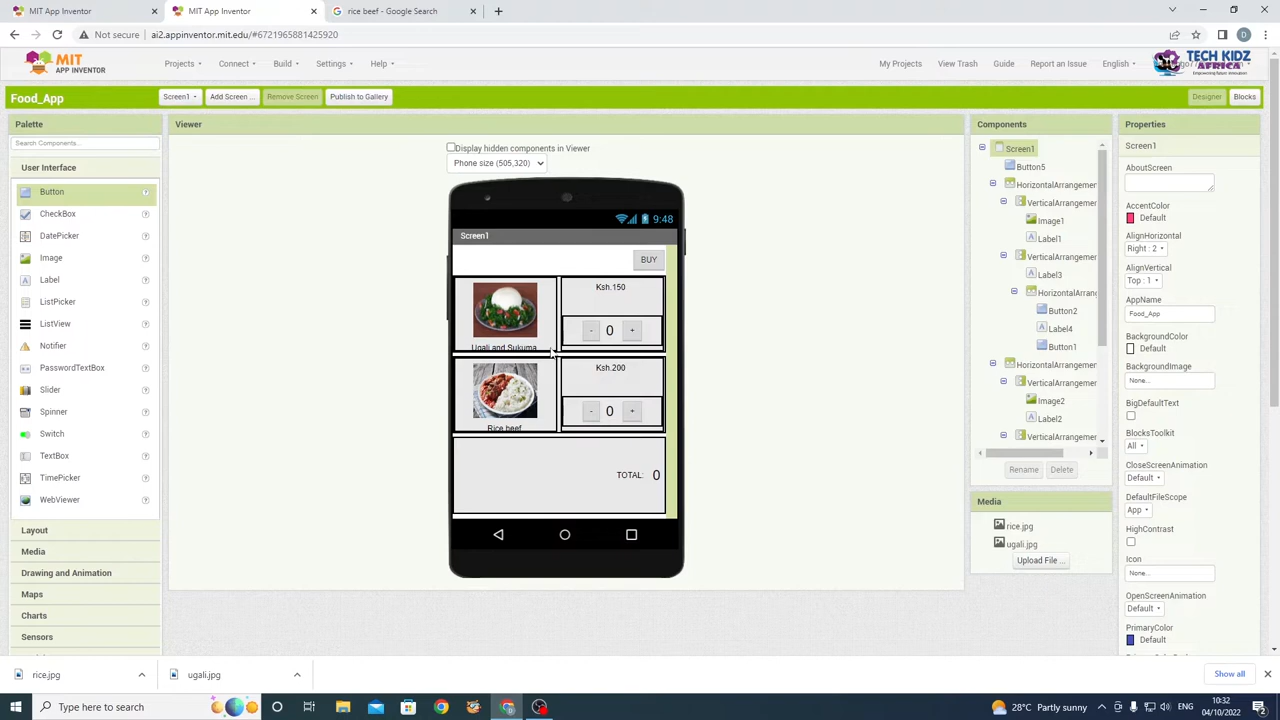 MIT App Inventor
MIT App Inventor
rice beef - Google Search
Not secure
ai2.appinventor.mit.edu/#6721965881425920
D
MIT
APP INVENTOR
Projects
Connect
Build
Settings
Help
My Projects
View Trash
Guide
Report an Issue
English
TECH KIDZ
AFRICA
Food_App
Screen1
Add Screen ...
Remove Screen
Publish to Gallery
Designer
Blocks
Palette
Search Components...
User Interface
Button
CheckBox
DatePicker
Image
Label
ListPicker
ListView
Notifier
PasswordTextBox
Slider
Spinner
Switch
TextBox
TimePicker
WebViewer
Layout
Media
Drawing and Animation
Maps
Charts
Sensors
Viewer
Display hidden components in Viewer
Phone size (505,320)
9:48
Screen1
BUY
Ksh.150
- 0 +
Ugali and Sukuma
Ksh.200
- 0 +
Rice beef
TOTAL: 0
Components
Screen1
Button5
HorizontalArrangemen
VerticalArrangemen
Image1
Label1
VerticalArrangemen
Label3
HorizontalArrang
Button2
Label4
Button1
HorizontalArrangemen
VerticalArrangemen
Image2
Label2
VerticalArrangemen
Rename
Delete
Media
rice.jpg
ugali.jpg
Upload File ...
Properties
Screen1
AboutScreen
AccentColor
Default
AlignHorizontal
Right : 2
AlignVertical
Top : 1
AppName
Food_App
BackgroundColor
Default
BackgroundImage
None...
BigDefaultText
BlocksToolkit
All
CloseScreenAnimation
Default
DefaultFileScope
App
HighContrast
Icon
None...
OpenScreenAnimation
Default
PrimaryColor
Default
rice.jpg
ugali.jpg
Show all
Type here to search
28°C Partly sunny
10:32
04/10/2022
2